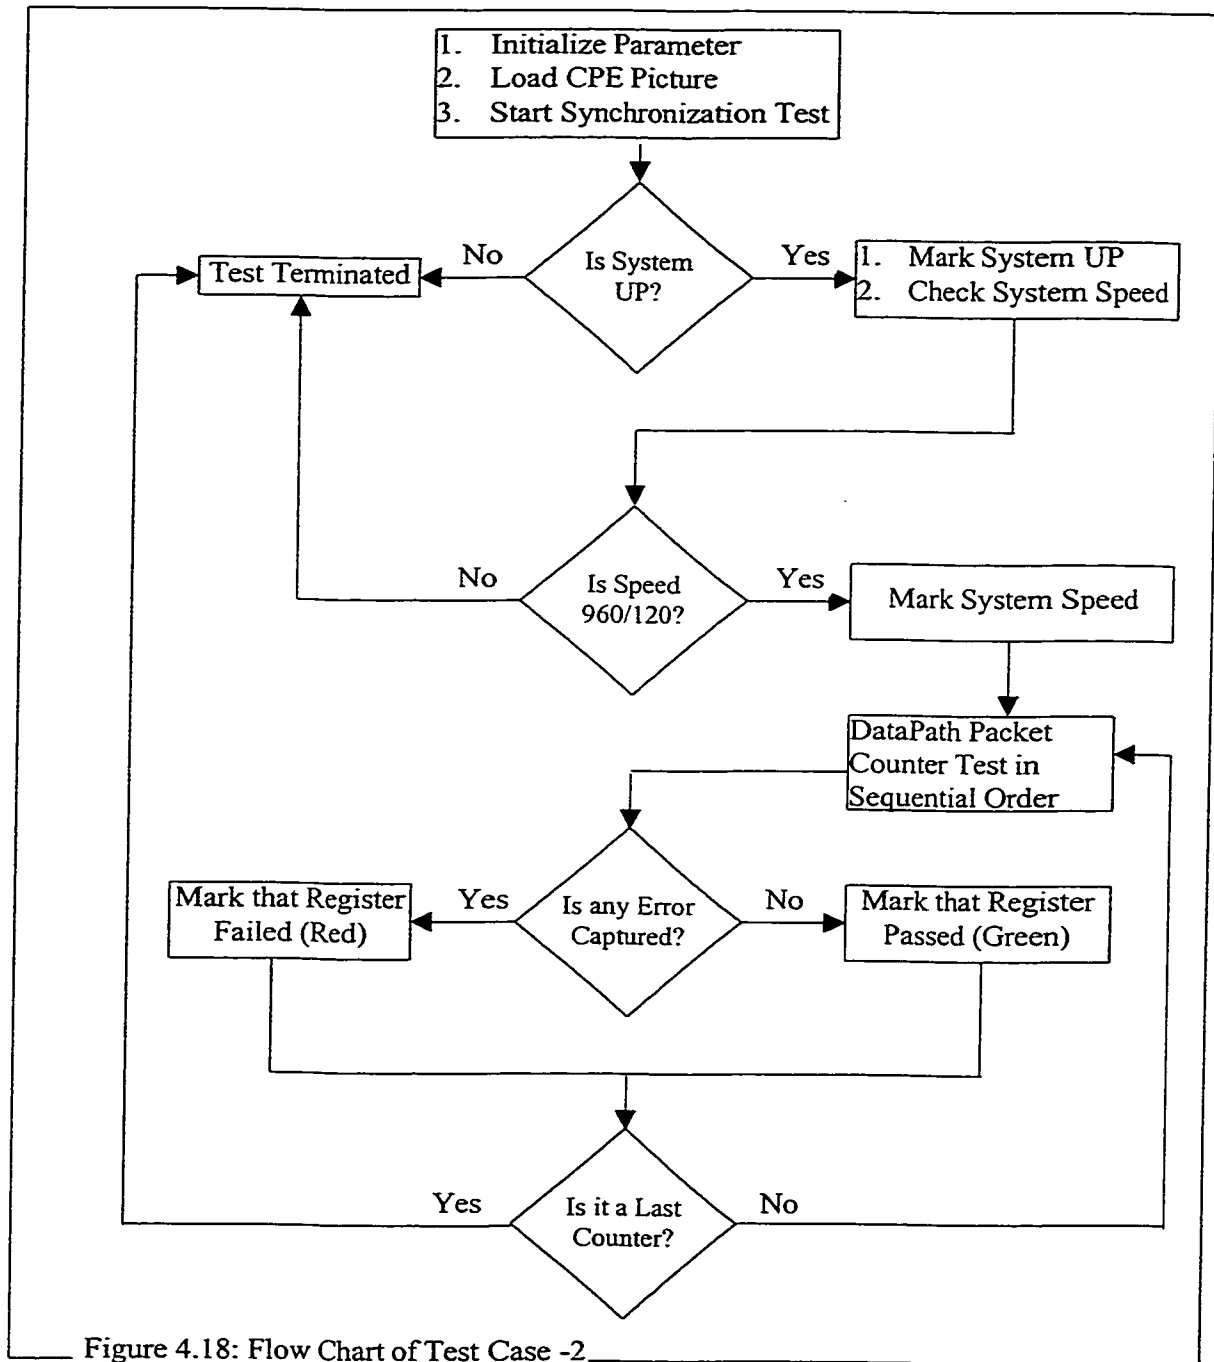 1. Initialize Parameter
2. Load CPE Picture
3. Start Synchronization Test
Is System
UP?
No
Yes
Test Terminated
1. Mark System UP
2. Check System Speed
Is Speed
960/120?
No
Yes
Mark System Speed
DataPath Packet
Counter Test in
Sequential Order
Is any Error
Captured?
Yes
No
Mark that Register
Failed (Red)
Mark that Register
Passed (Green)
Is it a Last
Counter?
Yes
No
Figure 4.18: Flow Chart of Test Case -2